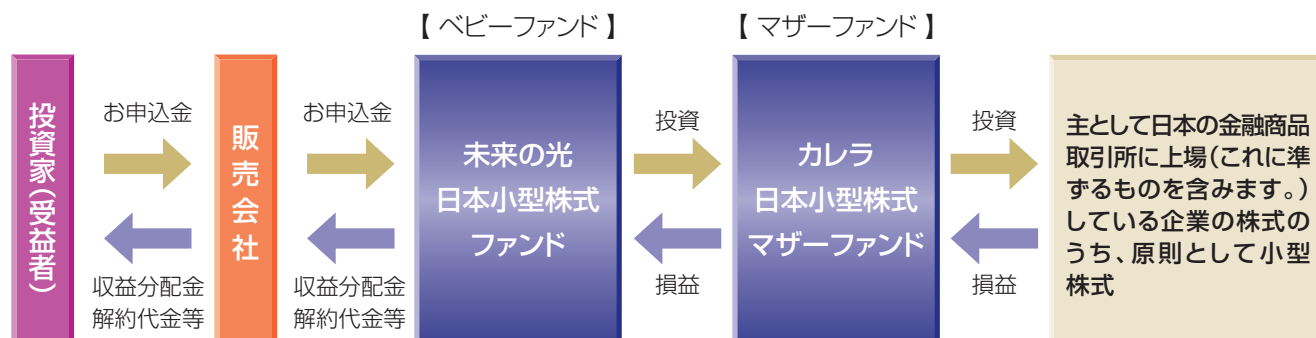 【 ベビーファンド 】
【 マザーファンド 】
投資家(受益者)
お申込金
収益分配金
解約代金等
販売会社
お申込金
収益分配金
解約代金等
未来の光
日本小型株式
ファンド
投資
損益
カレラ
日本小型株式
マザーファンド
投資
損益
主として日本の金融商品
取引所に上場(これに準
ずるものを含みます。)
している企業の株式の
うち、原則として小型
株式